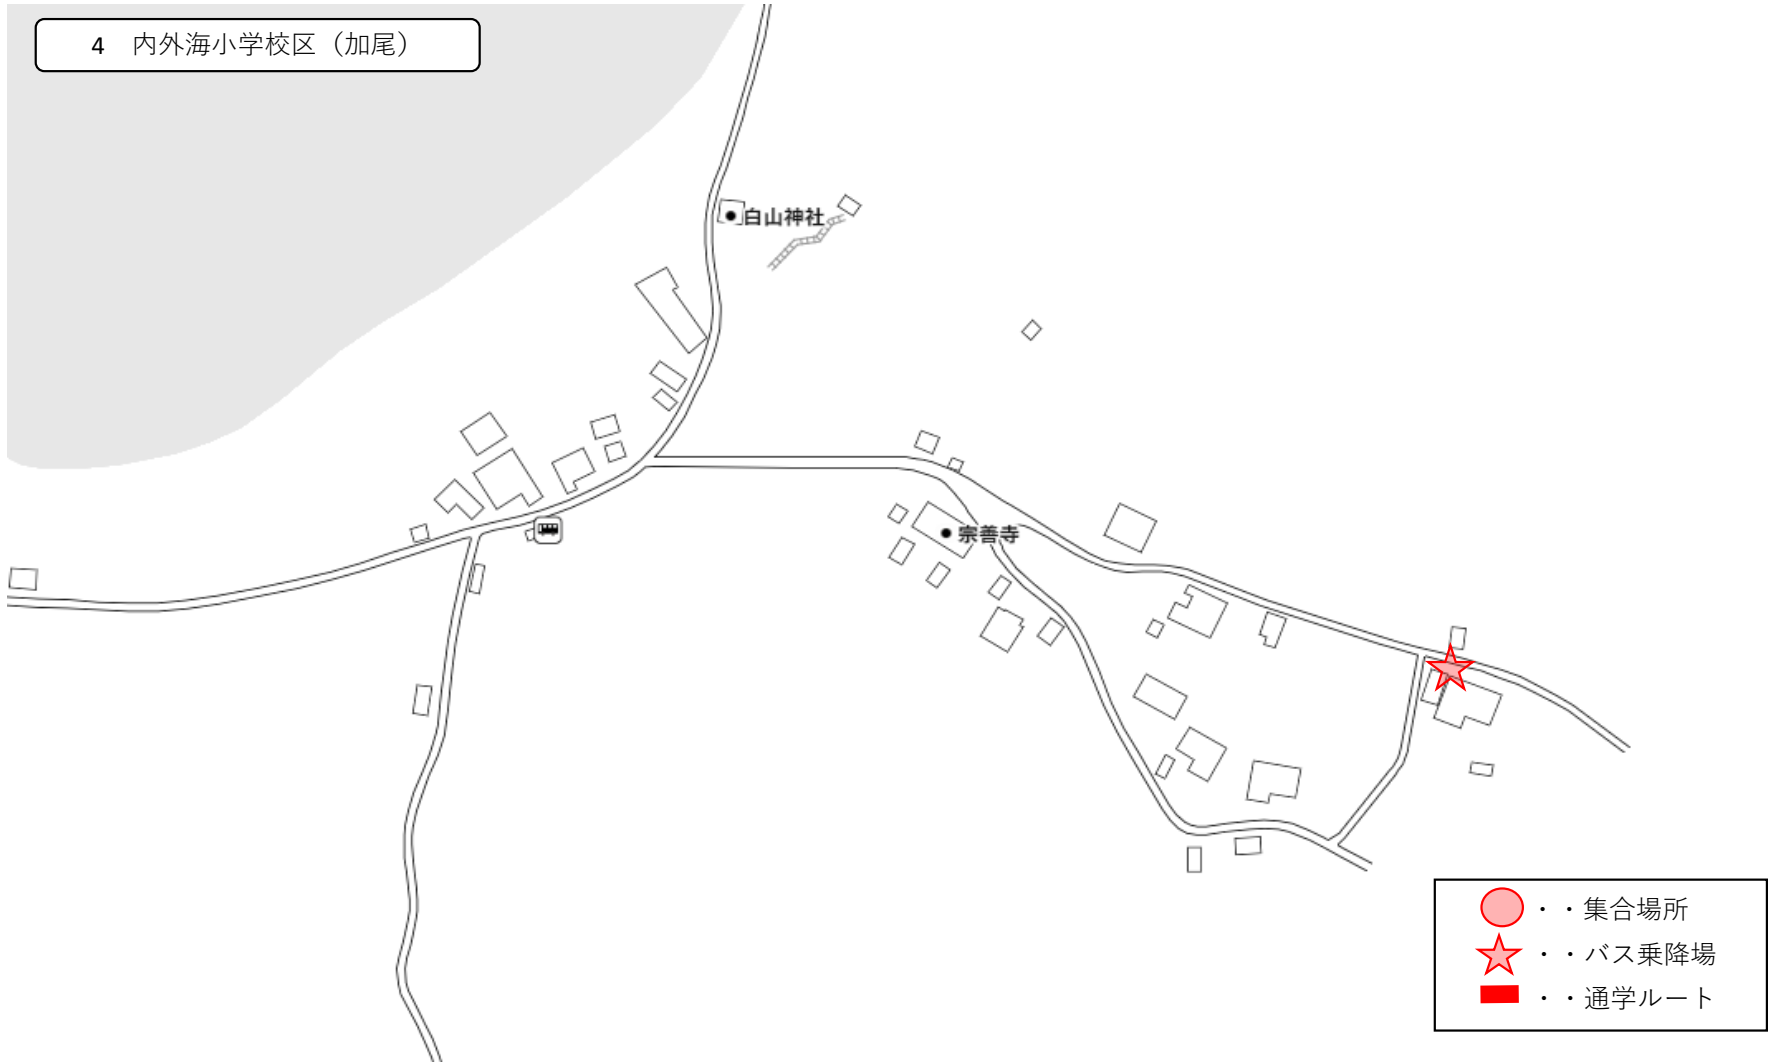 4 内外海小学校区（加尾）
白山神社
宗善寺
・・集合場所
・・バス乗降場
・・通学ルート